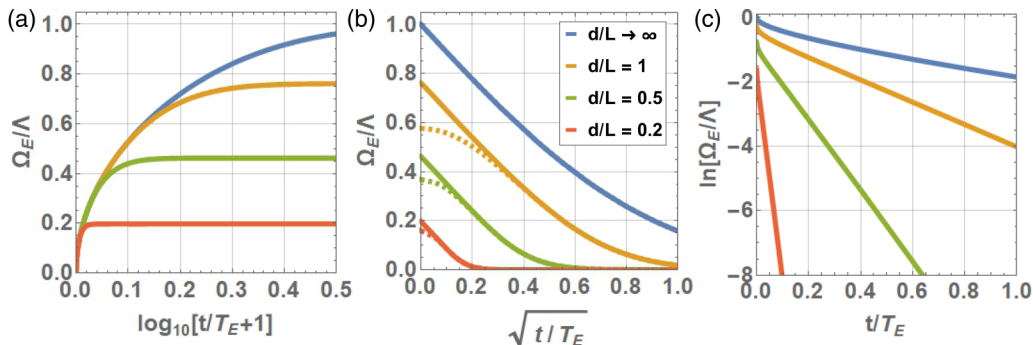 (a)
Ω_E/Λ
1.0
0.8
0.6
0.4
0.2
0.0
0.0 0.1 0.2 0.3 0.4 0.5
log₁₀[t/T_E+1]
(b)
Ω_E/Λ
1.0
0.8
0.6
0.4
0.2
0.0
0.0 0.2 0.4 0.6 0.8 1.0
√t/T_E
d/L → ∞
d/L = 1
d/L = 0.5
d/L = 0.2
(c)
ln[Ω_E/Λ]
0
−2
−4
−6
−8
0.0 0.2 0.4 0.6 0.8 1.0
t/T_E